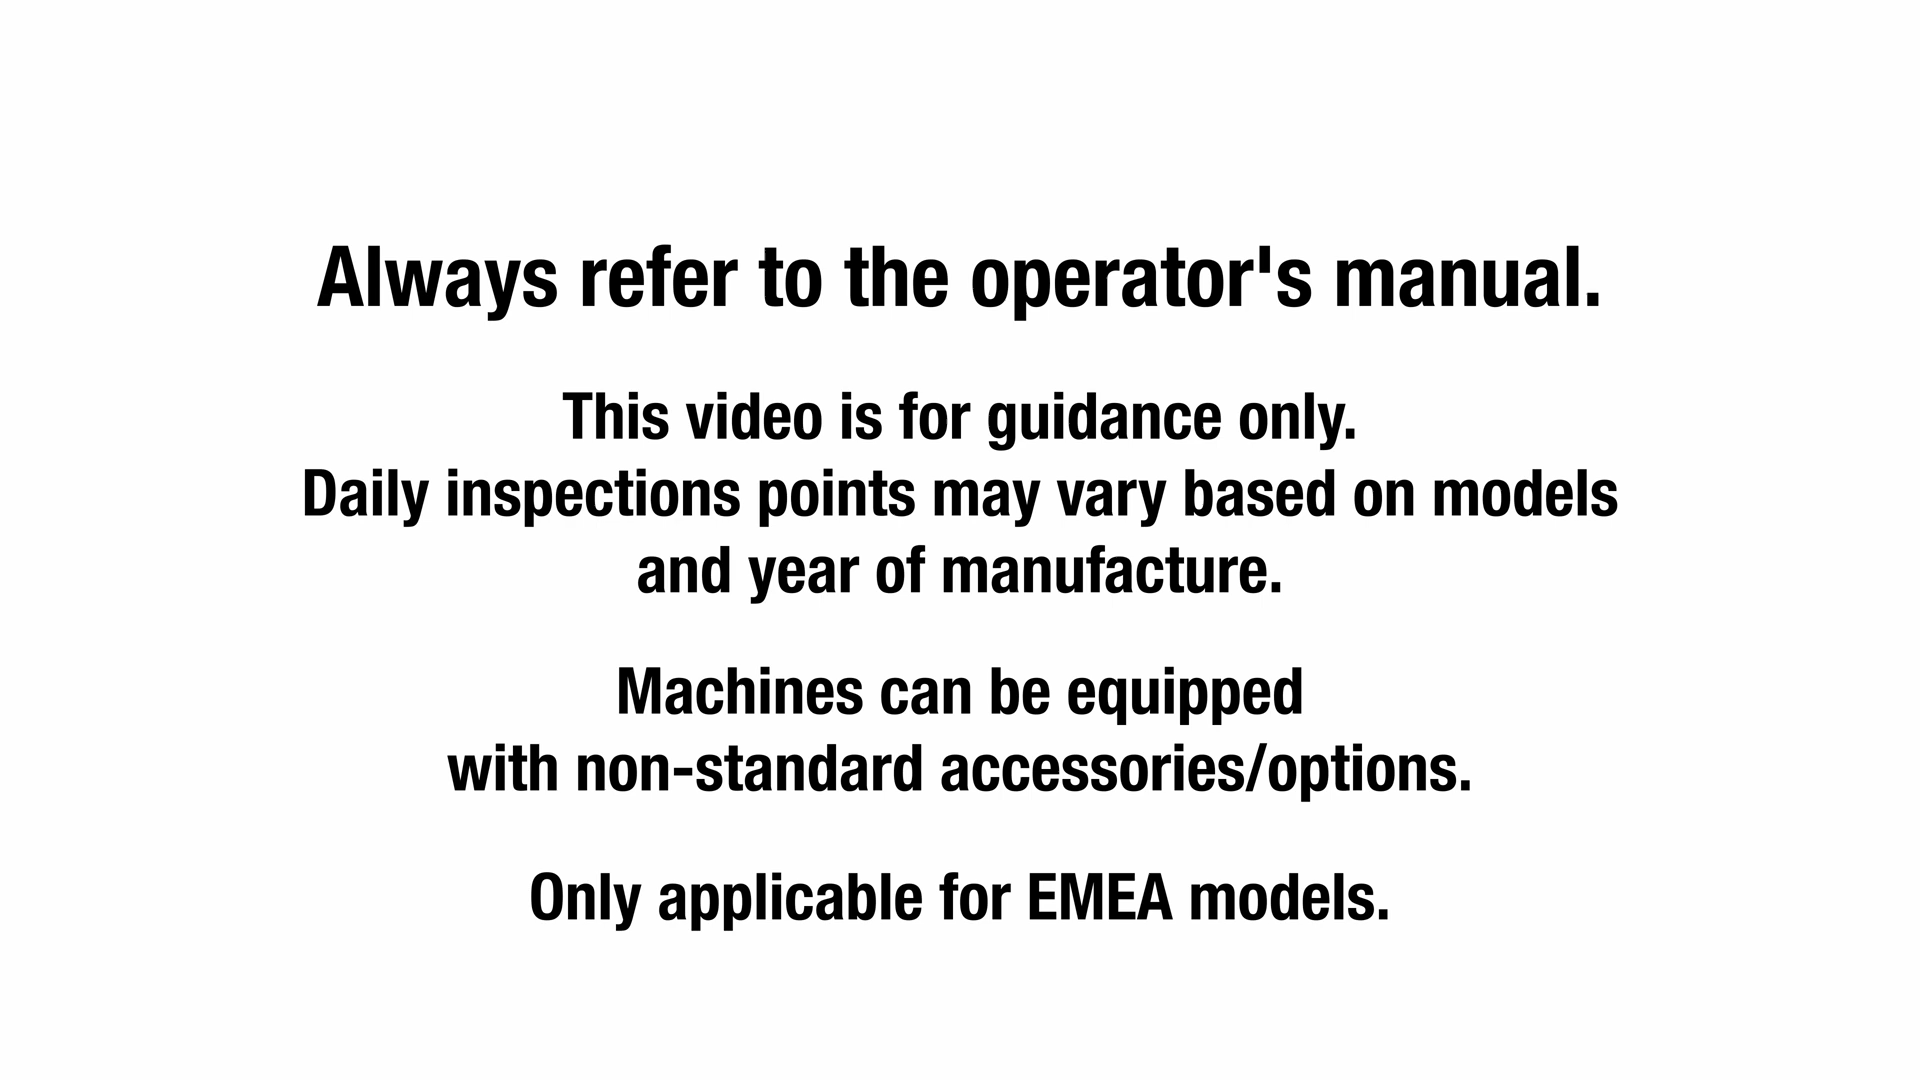 Always refer to the operator's manual.
This video is for guidance only.
Daily inspections points may vary based on models
and year of manufacture.
Machines can be equipped
with non-standard accessories/options.
Only applicable for EMEA models.